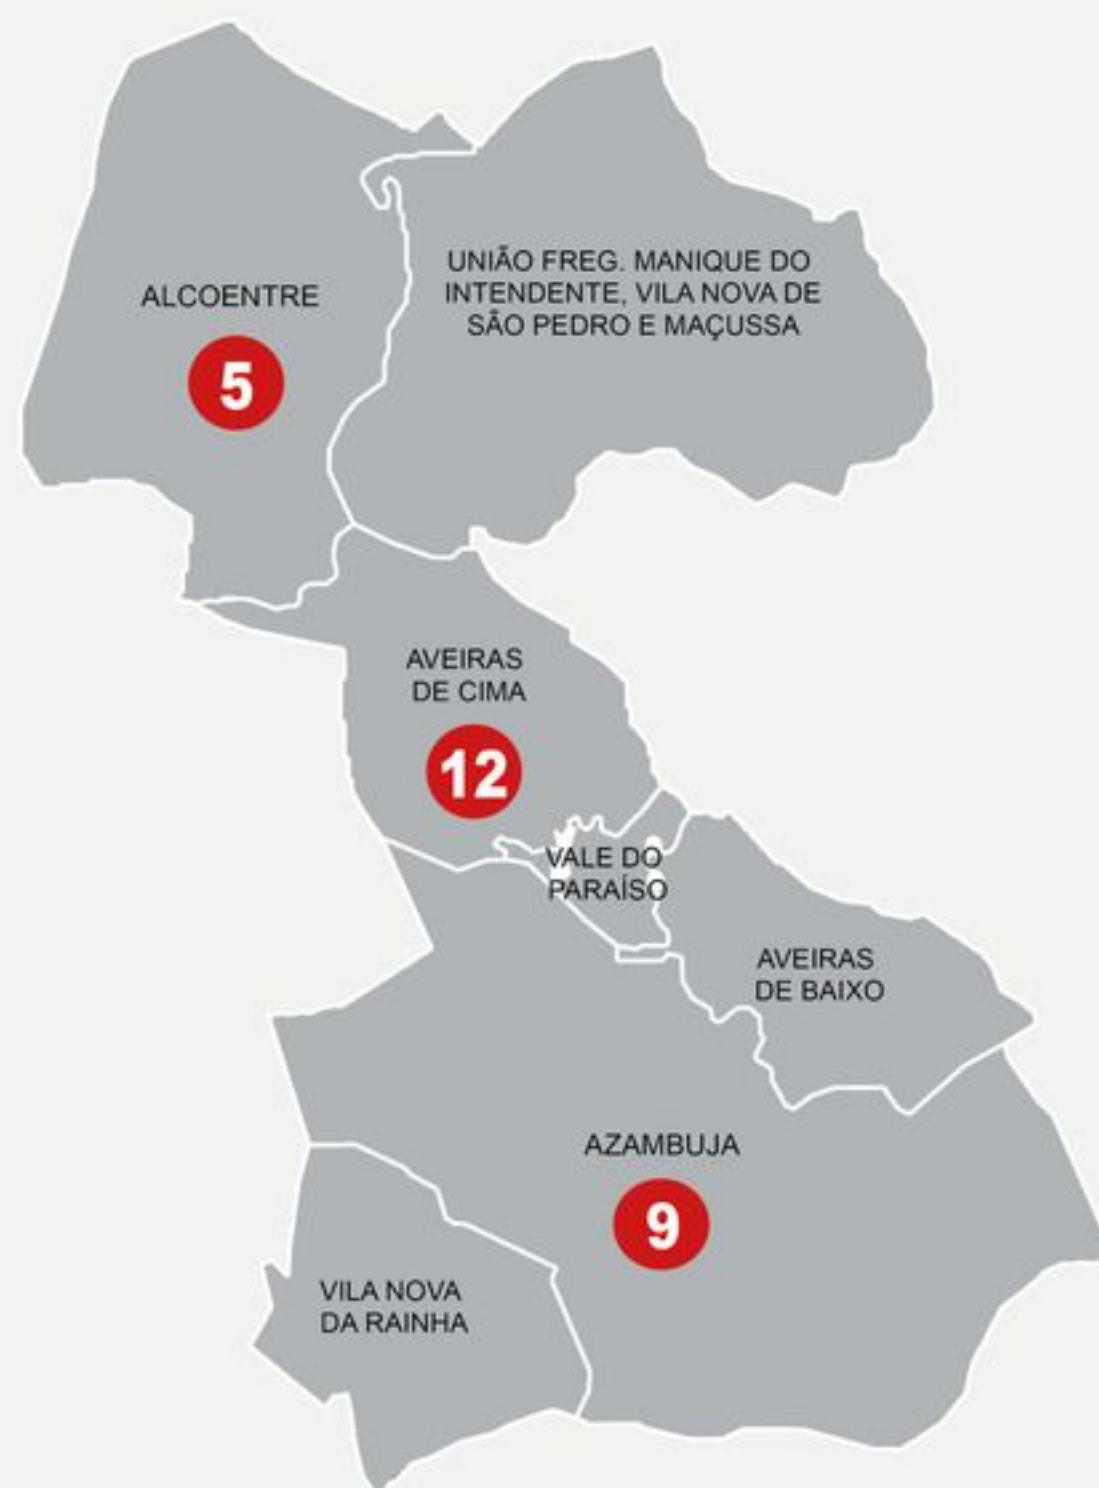 ALCOENTRE
5
UNIÃO FREG. MANIQUE DO
INTENDENTE, VILA NOVA DE
SÃO PEDRO E MAÇUSSA
AVEIRAS
DE CIMA
12
VALE DO
PARAÍSO
AVEIRAS
DE BAIXO
AZAMBUJA
9
VILA NOVA
DA RAINHA